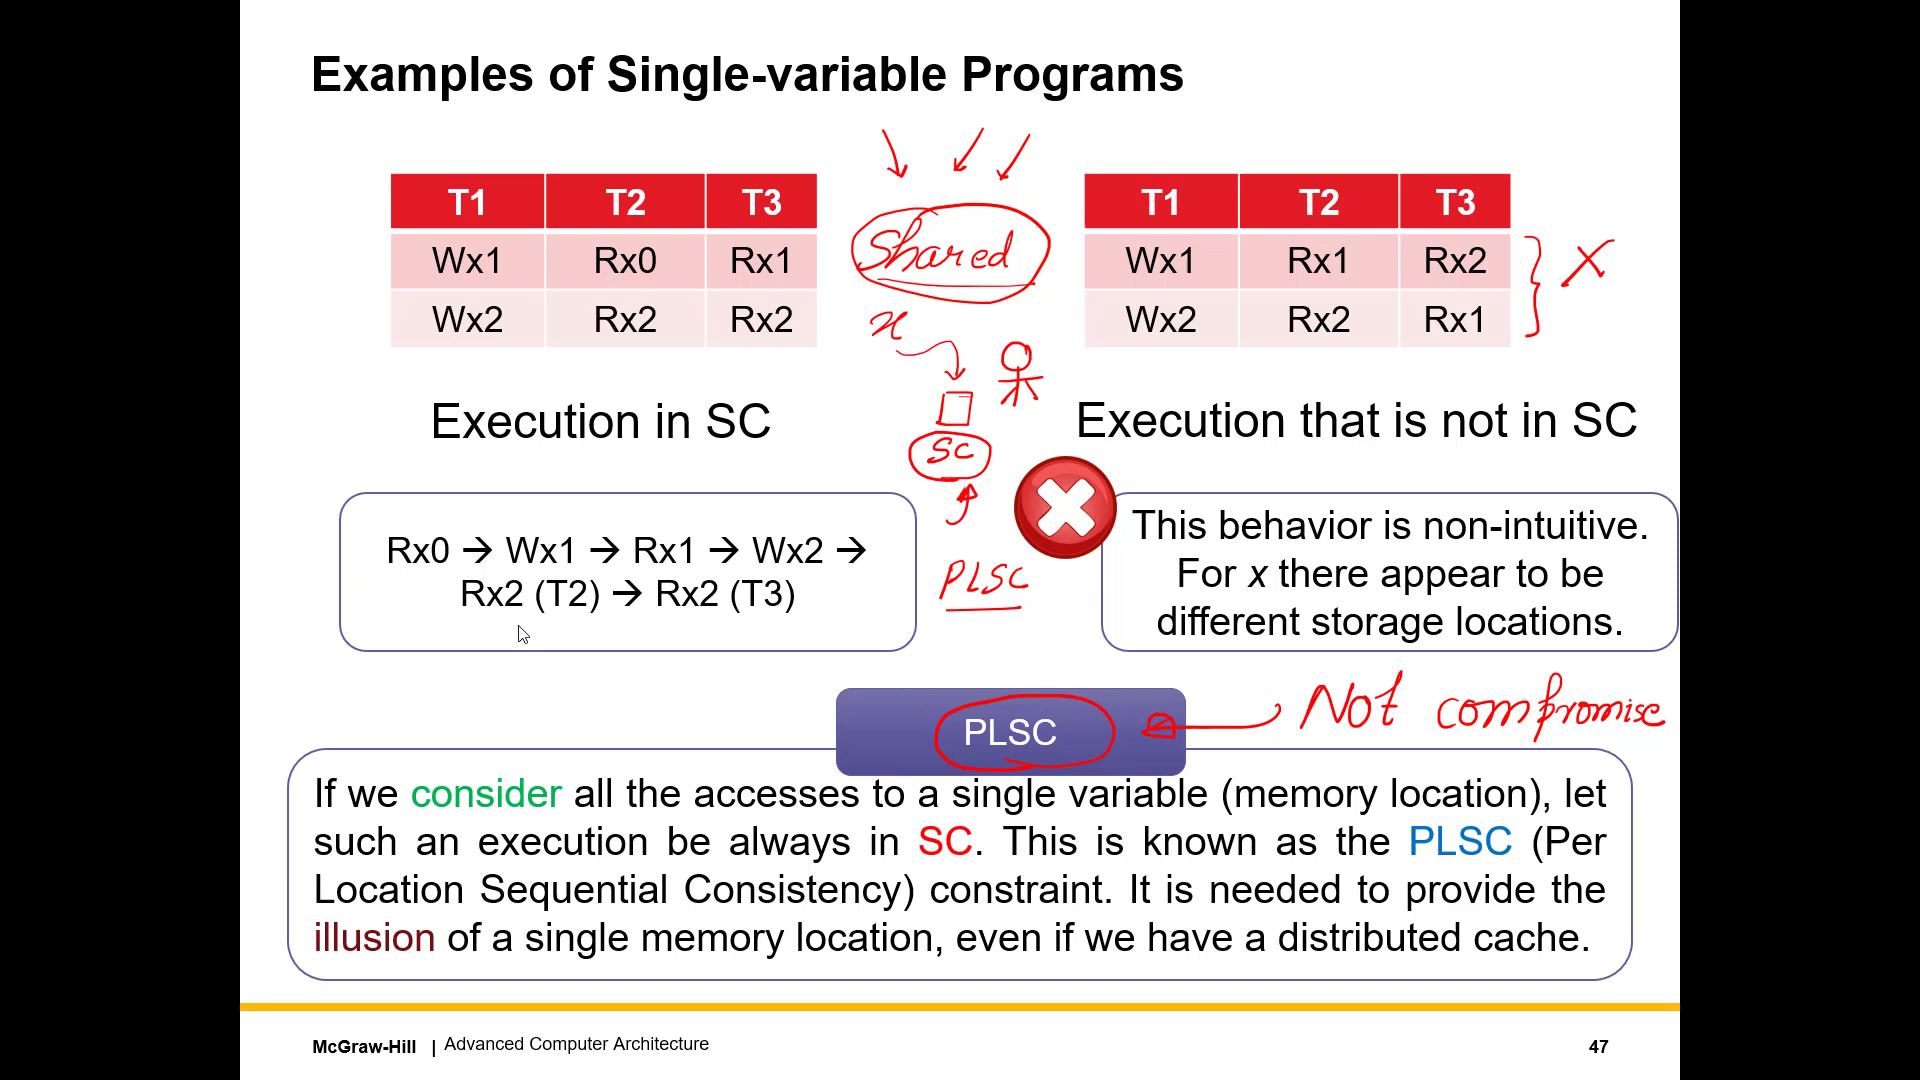 Examples of Single-variable Programs
T1 T2 T3
Wx1 Rx0 Rx1
Wx2 Rx2 Rx2
Shared
x
SC
PLSC
T1 T2 T3
Wx1 Rx1 Rx2
Wx2 Rx2 Rx1
X
Execution in SC
Execution that is not in SC
Rx0 → Wx1 → Rx1 → Wx2 →
Rx2 (T2) → Rx2 (T3)
This behavior is non-intuitive.
For x there appear to be
different storage locations.
PLSC
Not compromise
If we consider all the accesses to a single variable (memory location), let
such an execution be always in SC. This is known as the PLSC (Per
Location Sequential Consistency) constraint. It is needed to provide the
illusion of a single memory location, even if we have a distributed cache.
McGraw-Hill | Advanced Computer Architecture
47